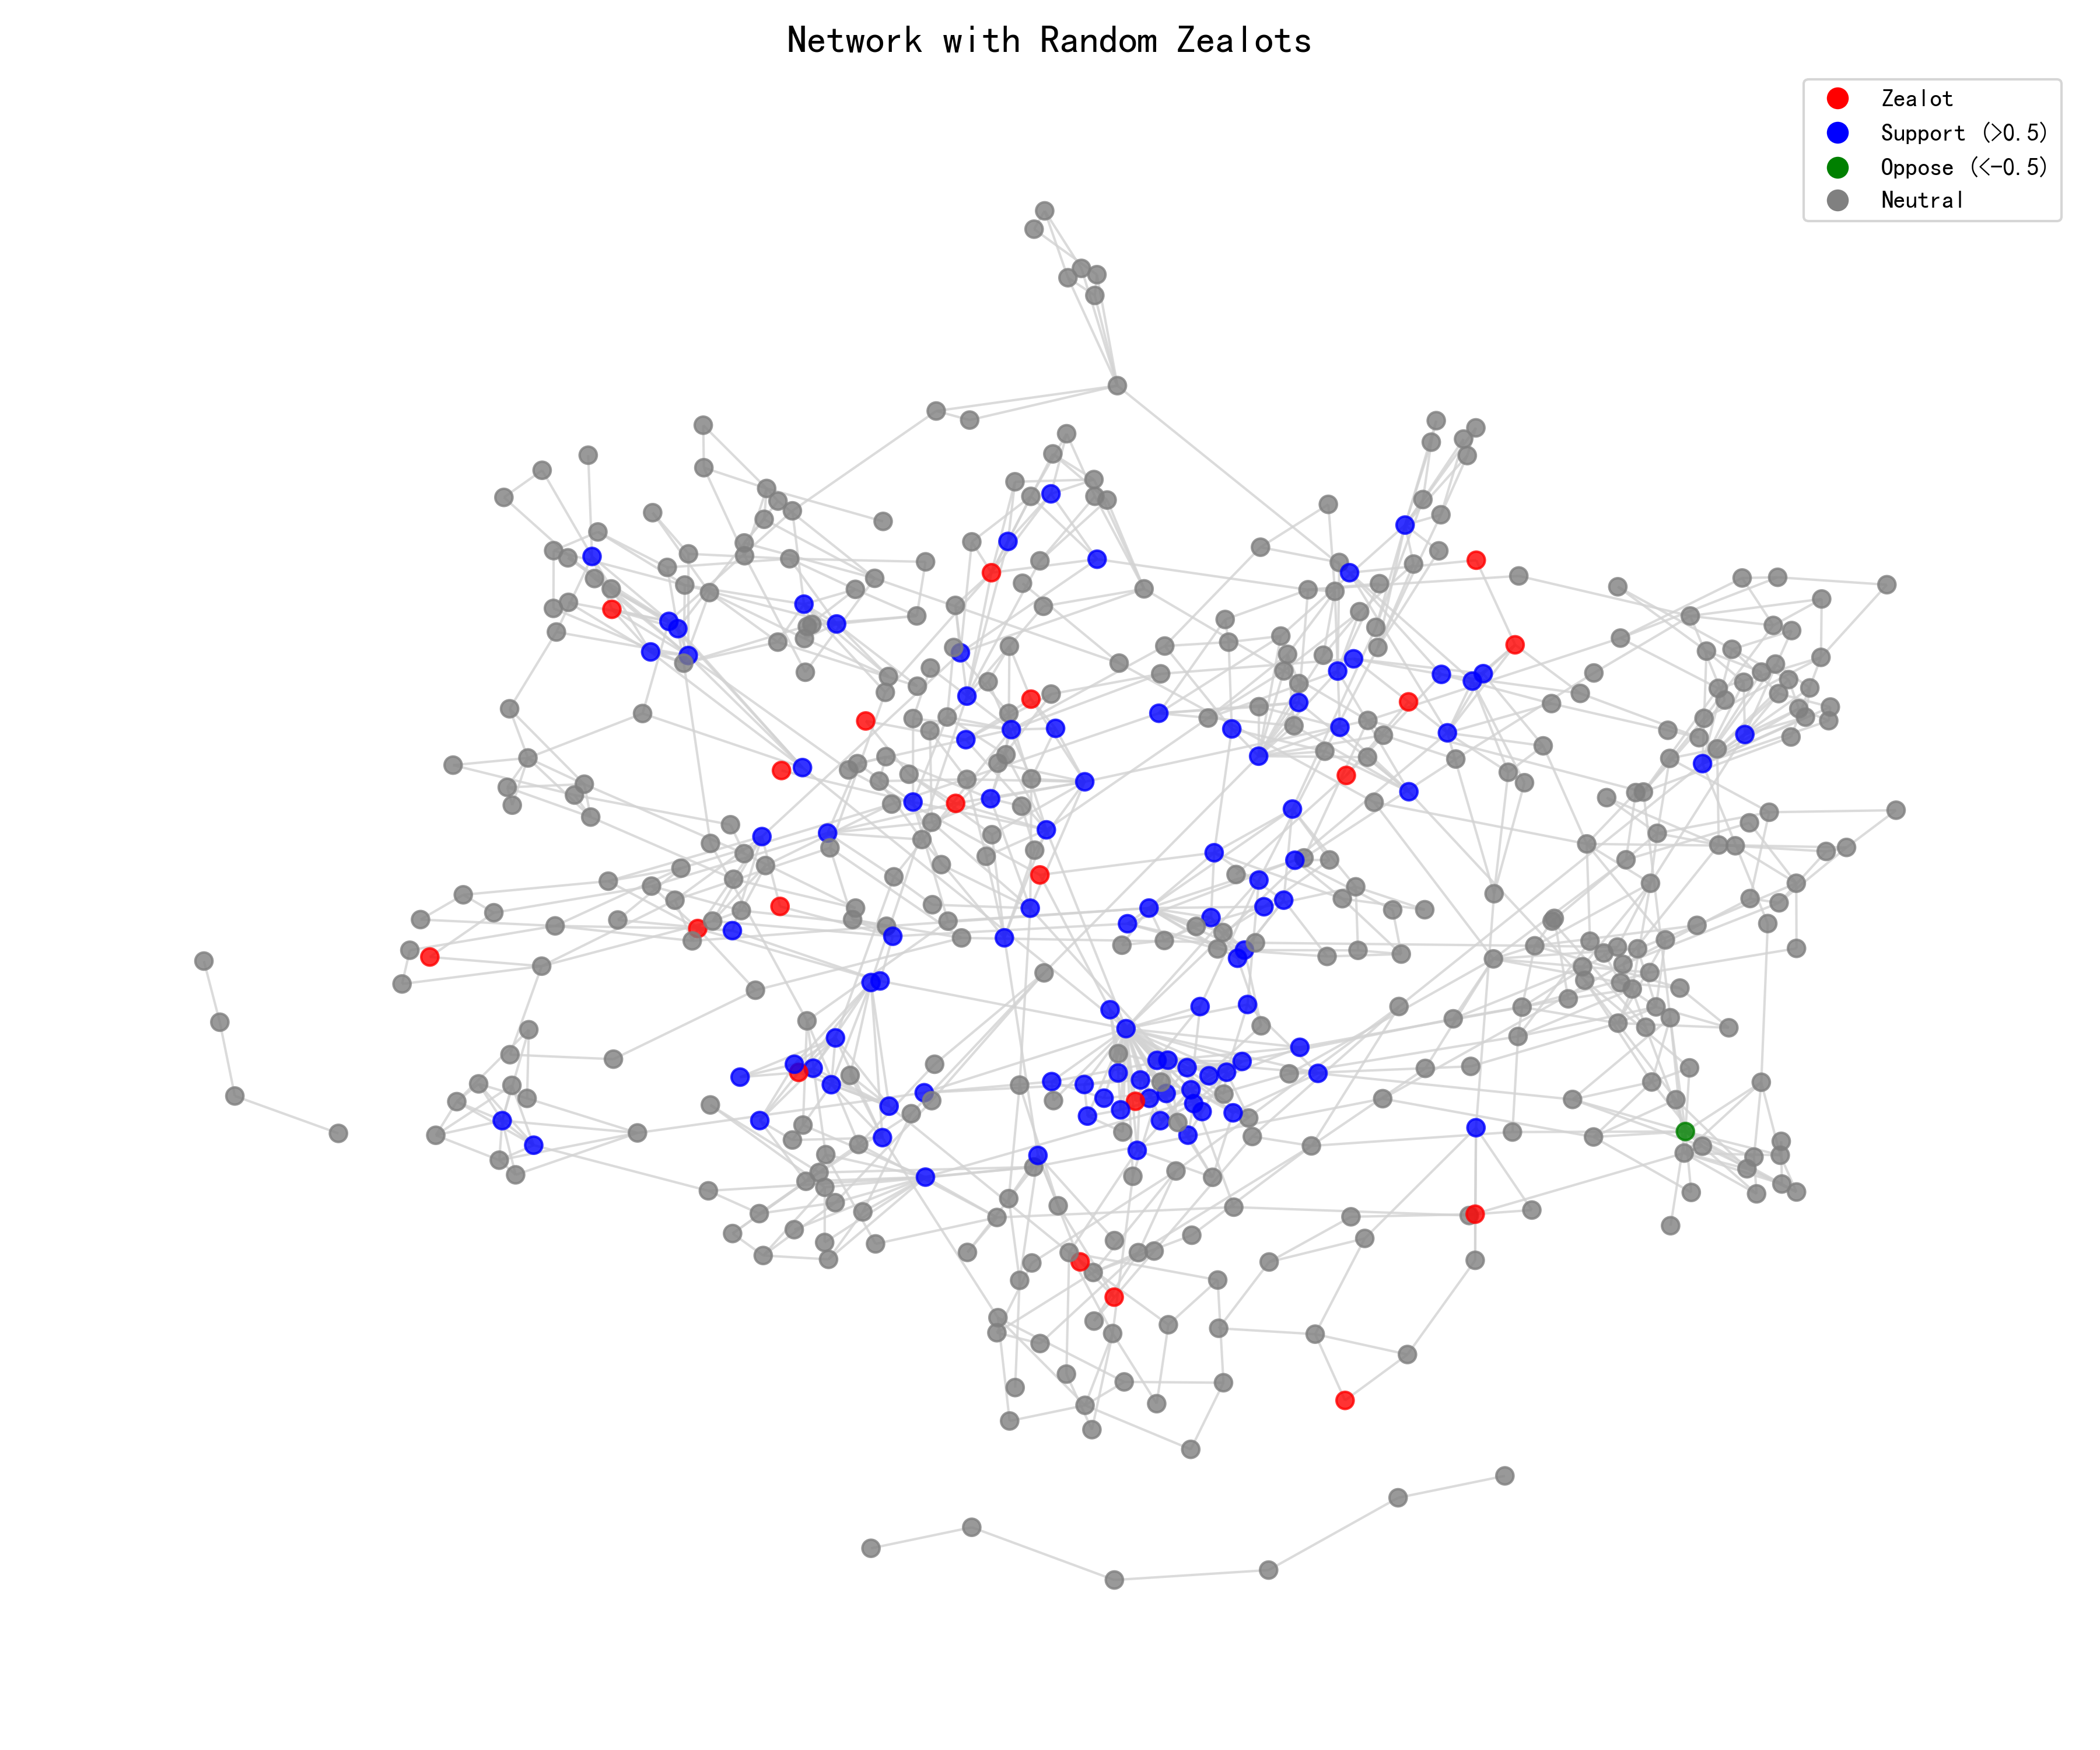 Network with Random Zealots
Zealot
Support (>0.5)
Oppose (<-0.5)
Neutral